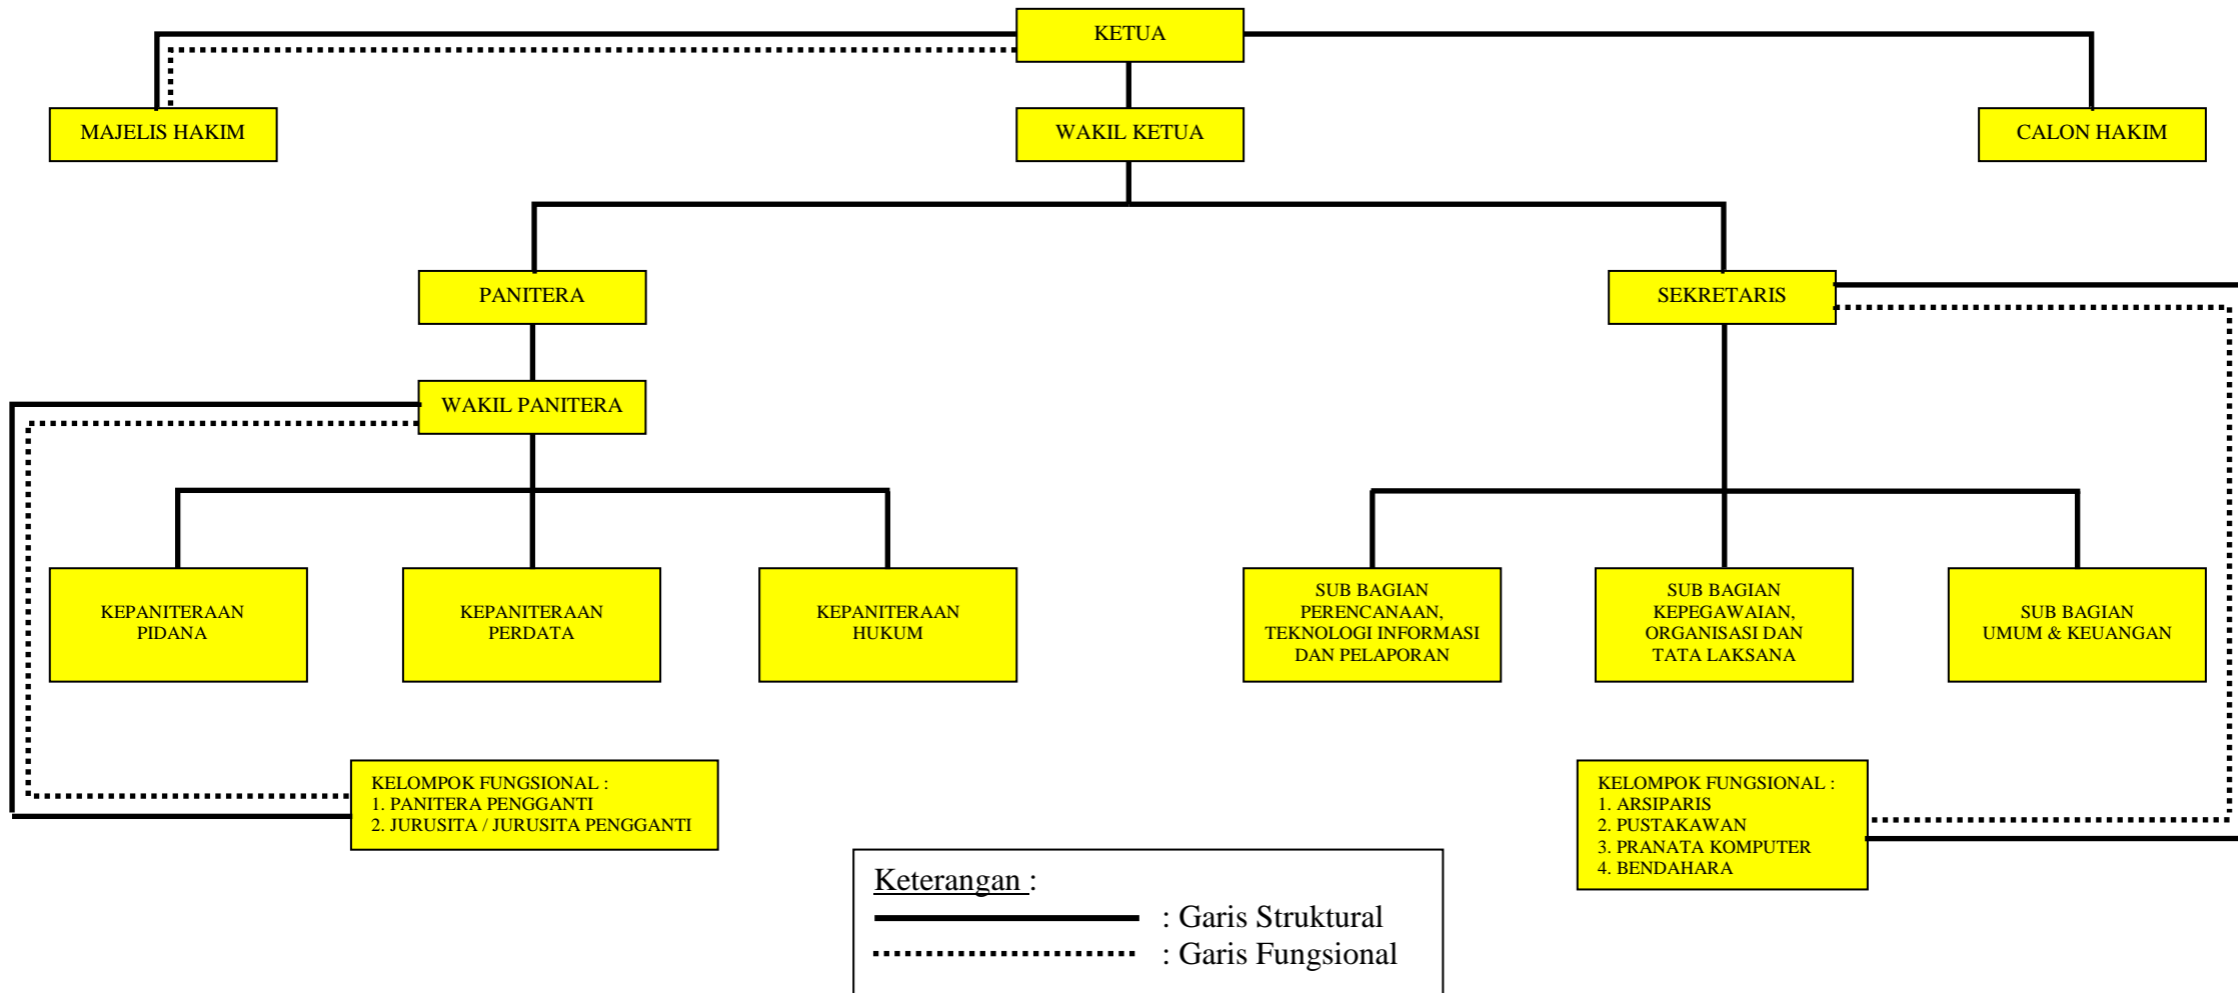 KETUA
MAJELIS HAKIM
WAKIL KETUA
CALON HAKIM
PANITERA
SEKRETARIS
WAKIL PANITERA
KEPANITERAAN
PIDANA
KEPANITERAAN
PERDATA
KEPANITERAAN
HUKUM
SUB BAGIAN
PERENCANAAN,
TEKNOLOGI INFORMASI
DAN PELAPORAN
SUB BAGIAN
KEPEGAWAIAN,
ORGANISASI DAN
TATA LAKSANA
SUB BAGIAN
UMUM & KEUANGAN
KELOMPOK FUNGSIONAL :
1. PANITERA PENGGANTI
2. JURUSITA / JURUSITA PENGGANTI
KELOMPOK FUNGSIONAL :
1. ARSIPARIS
2. PUSTAKAWAN
3. PRANATA KOMPUTER
4. BENDAHARA
Keterangan :
: Garis Struktural
: Garis Fungsional